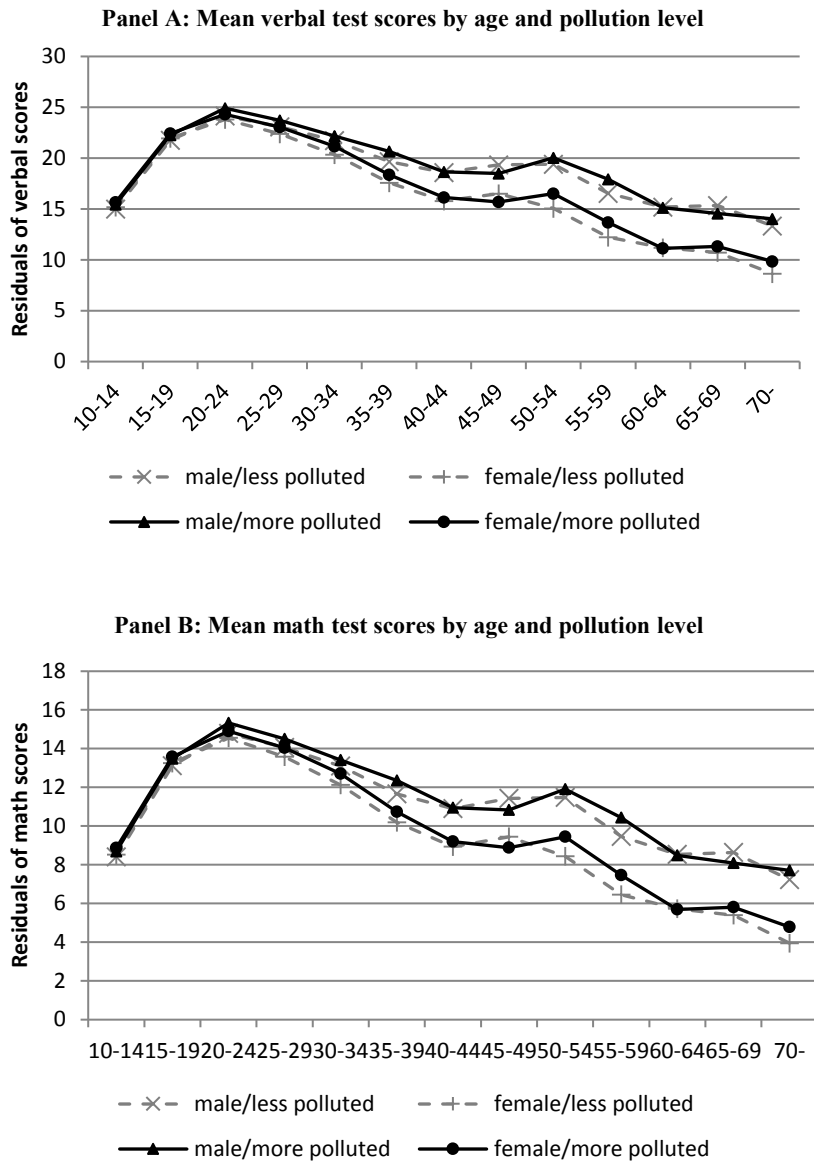 Panel A: Mean verbal test scores by age and pollution level
Residuals of verbal scores
30
25
20
15
10
5
0
10-14 15-19 20-24 25-29 30-34 35-39 40-44 45-49 50-54 55-59 60-64 65-69 70-
male/less polluted female/less polluted
male/more polluted female/more polluted
Panel B: Mean math test scores by age and pollution level
Residuals of math scores
18
16
14
12
10
8
6
4
2
0
10-1415-1920-2425-2930-3435-3940-4445-4950-5455-5960-6465-69 70-
male/less polluted female/less polluted
male/more polluted female/more polluted